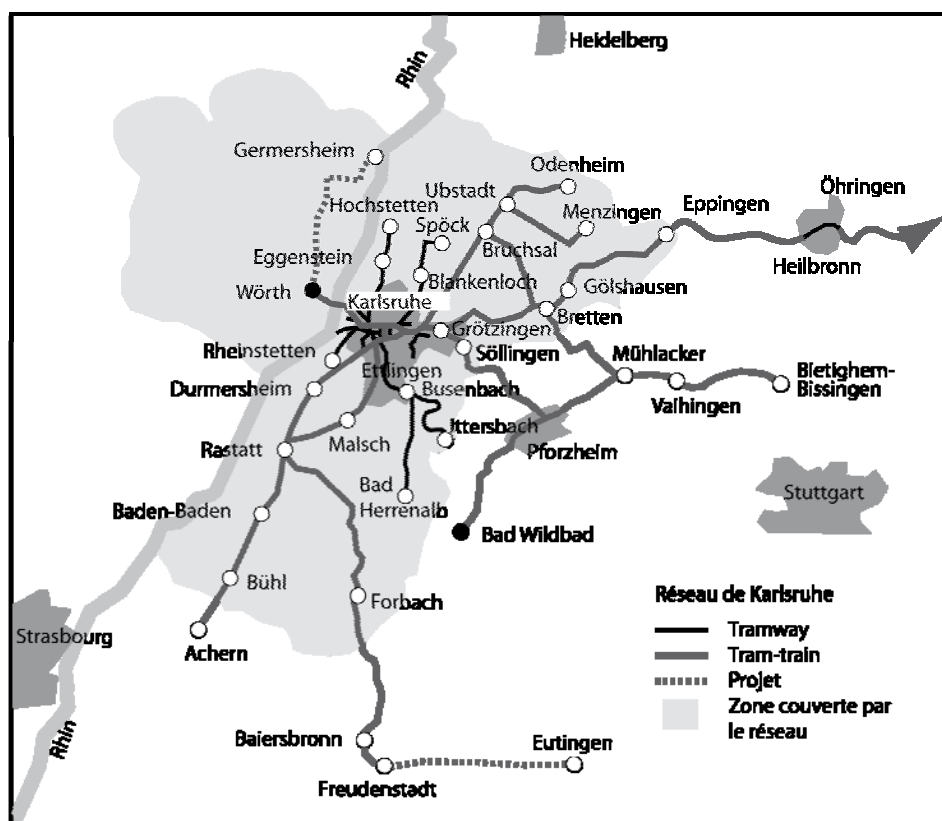 Heidelberg
Rhin
Germersheim
Odenheim
Ubstadt
Öhringen
Hochstetten
Menzingen
Eppingen
Spöck
Bruchsal
Eggenstein
Heilbronn
Blankenloch
Gölshausen
Wörth
Karlsruhe
Bretten
Grötzingen
Rheinstetten
Söllingen
Mühlacker
Ettlingen
Durmersheim
Busenbach
Bietighem-
Bissingen
Vaihingen
Ittersbach
Malsch
Rastatt
Pforzheim
Bad
Herrenalb
Stuttgart
Baden-Baden
Bad Wildbad
Bühl
Forbach
Réseau de Karlsruhe
Strasbourg
Tramway
Achern
Tram-train
Projet
Zone couverte par
le réseau
Rhin
Baiersbronn
Eutingen
Freudenstadt